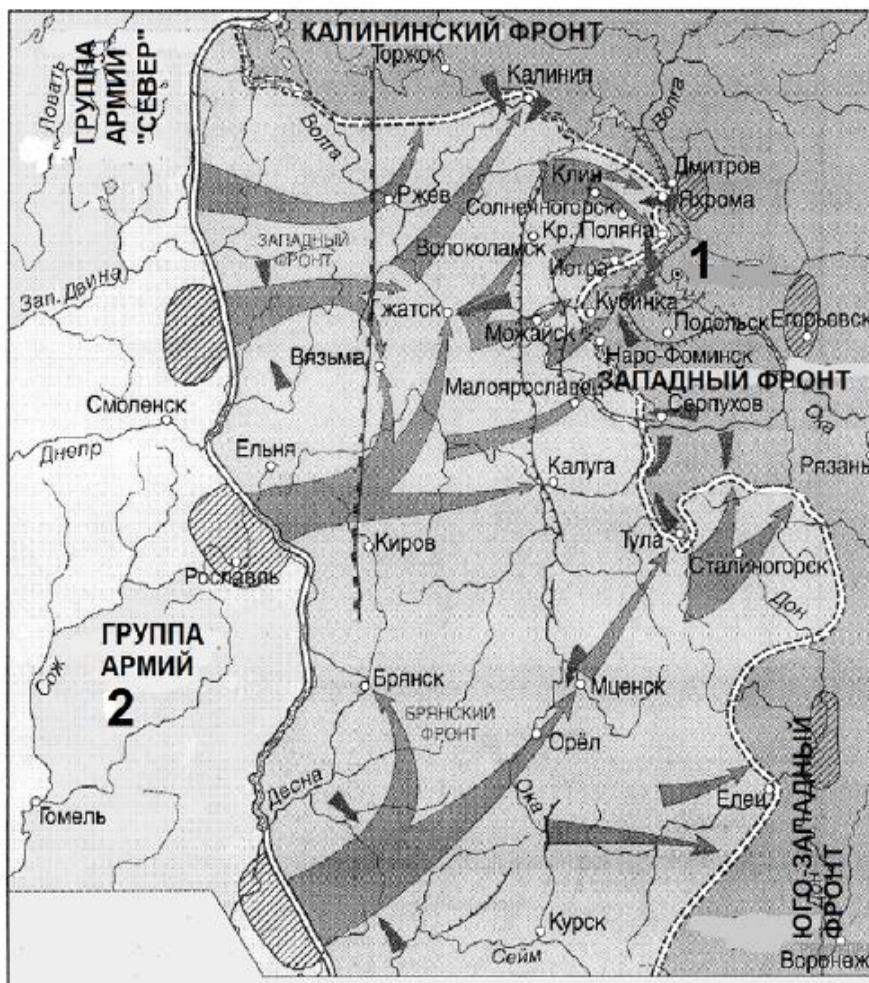 КАЛИНИНСКИЙ ФРОНТ
Торжок
ГРУППА
АРМИЙ
"СЕВЕР"
Ловать
Калинин
Волга
Волга
Дмитров
Клин
Яхрома
Ржев
Солнечногорск
ЗАПАДНЫЙ
ФРОНТ
Волоколамск
Кр. Поляна
1
Истра
Зап. Двина
жатск
Кубинка
Можайск
Подольск
Егорьевск
Вязьма
Наро-Фоминск
Малоярославец
ЗАПАДНЫЙ ФРОНТ
Смоленск
Серпухов
Ока
Днепр
Ельня
Калуга
Рязань
Киров
Тула
Рославль
Сталиногорск
Дон
ГРУППА
АРМИЙ
2
Сож
Брянск
Мценск
БРЯНСКИЙ
ФРОНТ
Орёл
Десна
Ока
Елец
Гомель
ЮГО-ЗАПАДНЫЙ
ФРОНТ
Дон
Курск
Сейм
Воронеж